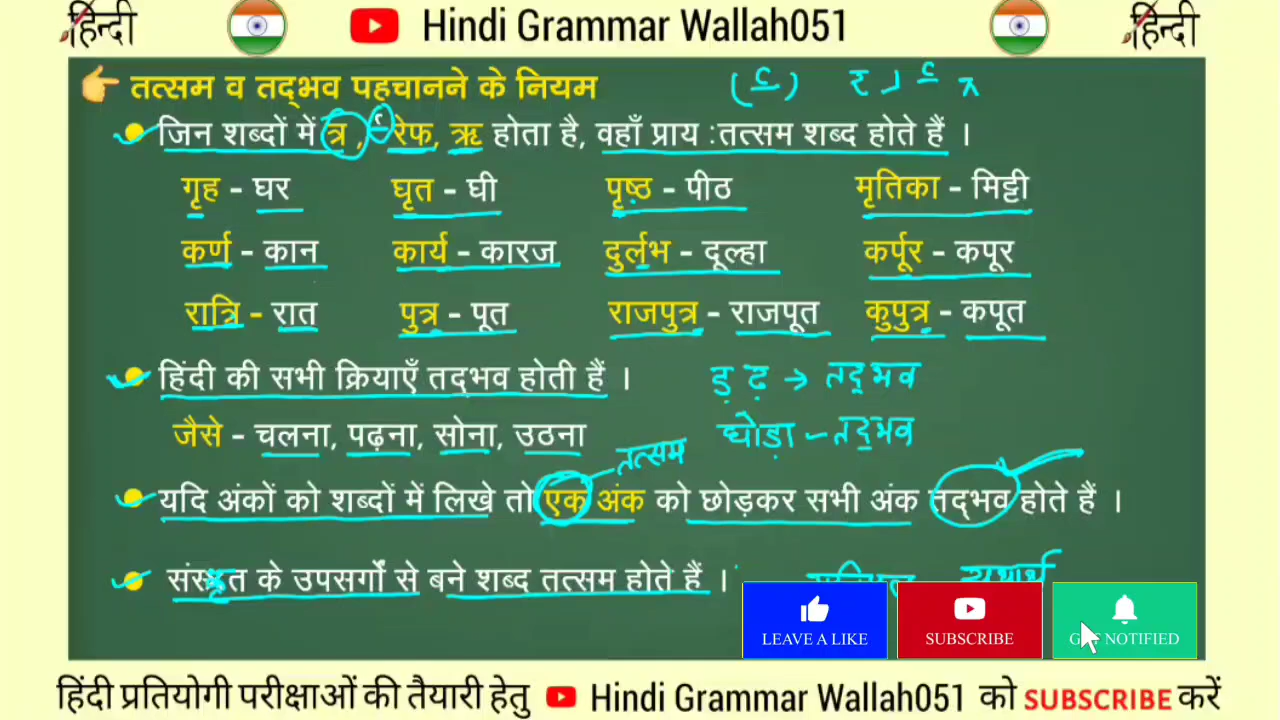 हिन्दी Hindi Grammar Wallah051 हिन्दी
तत्सम व तद्भव पहचानने के नियम
जिन शब्दों में त्र , रेफ, ऋ होता है, वहाँ प्राय :तत्सम शब्द होते हैं ।
गृह – घर घृत – घी पृष्ठ – पीठ मृतिका – मिट्टी
कर्ण – कान कार्य – कारज दुर्लभ – दूल्हा कर्पूर – कपूर
रात्रि – रात पुत्र – पूत राजपुत्र – राजपूत कुपुत्र – कपूत
हिंदी की सभी क्रियाएँ तद्भव होती हैं । ड़ ढ़ → तद्भव
जैसे – चलना, पढ़ना, सोना, उठना घोड़ा – तद्भव
तत्सम
यदि अंकों को शब्दों में लिखे तो एक अंक को छोड़कर सभी अंक तद्भव होते हैं ।
संस्कृत के उपसर्गों से बने शब्द तत्सम होते हैं ।
LEAVE A LIKE SUBSCRIBE GET NOTIFIED
हिंदी प्रतियोगी परीक्षाओं की तैयारी हेतु Hindi Grammar Wallah051 को SUBSCRIBE करें